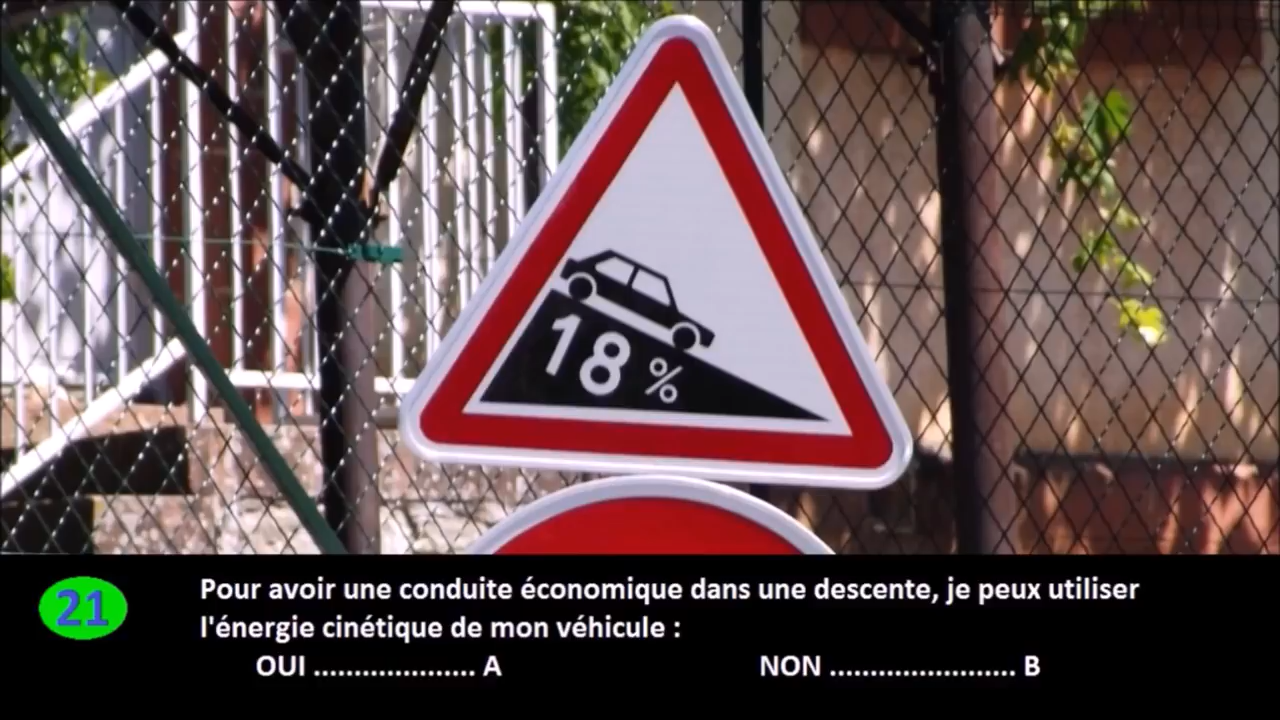 18%
21
Pour avoir une conduite économique dans une descente, je peux utiliser
l'énergie cinétique de mon véhicule :
OUI .................... A NON ....................... B